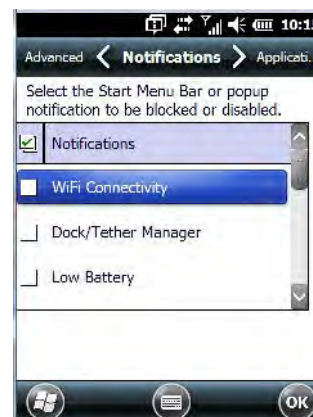 10:1
Advanced Notifications Applicati.
Select the Start Menu Bar or popup
notification to be blocked or disabled.
Notifications
WiFi Connectivity
Dock/Tether Manager
Low Battery
OK